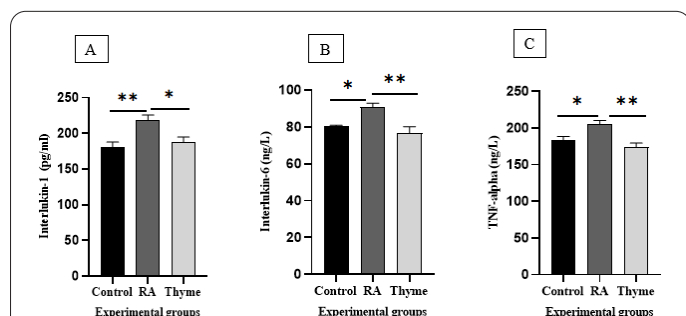 A
** *
250
200
150
100
50
0
Interlukin-1 (pg/ml)
Control RA Thyme
Experimental groups
B
* **
100
80
60
40
20
0
Interlukin-6 (ng/L)
Control RA Thyme
Experimental groups
C
* **
250
200
150
100
50
0
TNF-alpha (ng/L)
Control RA Thyme
Experimental groups